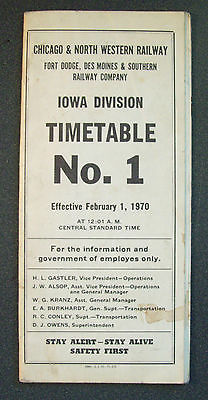 CHICAGO & NORTH WESTERN RAILWAY
FORT DODGE, DES MOINES & SOUTHERN
RAILWAY COMPANY
IOWA DIVISION
TIMETABLE
No. 1
Effective February 1, 1970
AT 12:01 A. M.
CENTRAL STANDARD TIME
For the information and
government of employes only.
H. L. GASTLER, Vice President—Operations
J. W. ALSOP, Asst. Vice President—Operations
and General Manager
W. G. KRANZ, Asst. General Manager
E. A. BURKHARDT, Gen. Supt.—Transportation
R. C. CONLEY, Supt.—Transportation
D. J. OWENS, Superintendent
STAY ALERT—STAY ALIVE
SAFETY FIRST